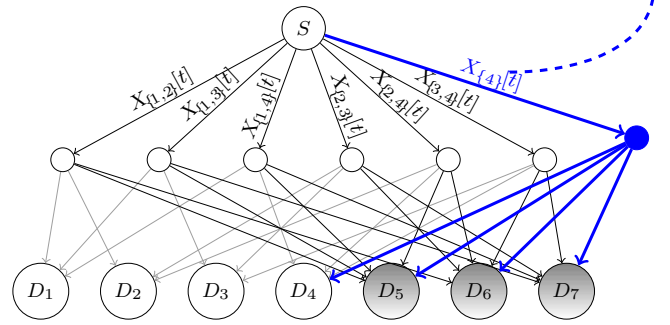 S
X_{\{1,2\}}[t]
X_{\{1,3\}}[t]
X_{\{1,4\}}[t]
X_{\{2,3\}}[t]
X_{\{2,4\}}[t]
X_{\{3,4\}}[t]
X_{\{4\}}[t]
D_1 D_2 D_3 D_4 D_5 D_6 D_7